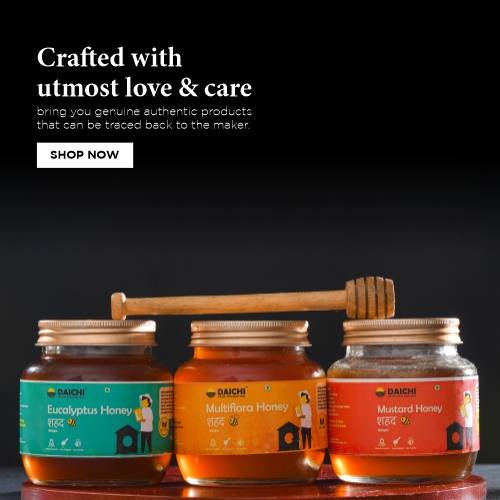 Crafted with
utmost love & care
bring you genuine authentic products
that can be traced back to the maker.
SHOP NOW
DAICHI
Eucalyptus Honey
शहद
DAICHI
Multiflora Honey
शहद
DAICHI
Mustard Honey
शहद